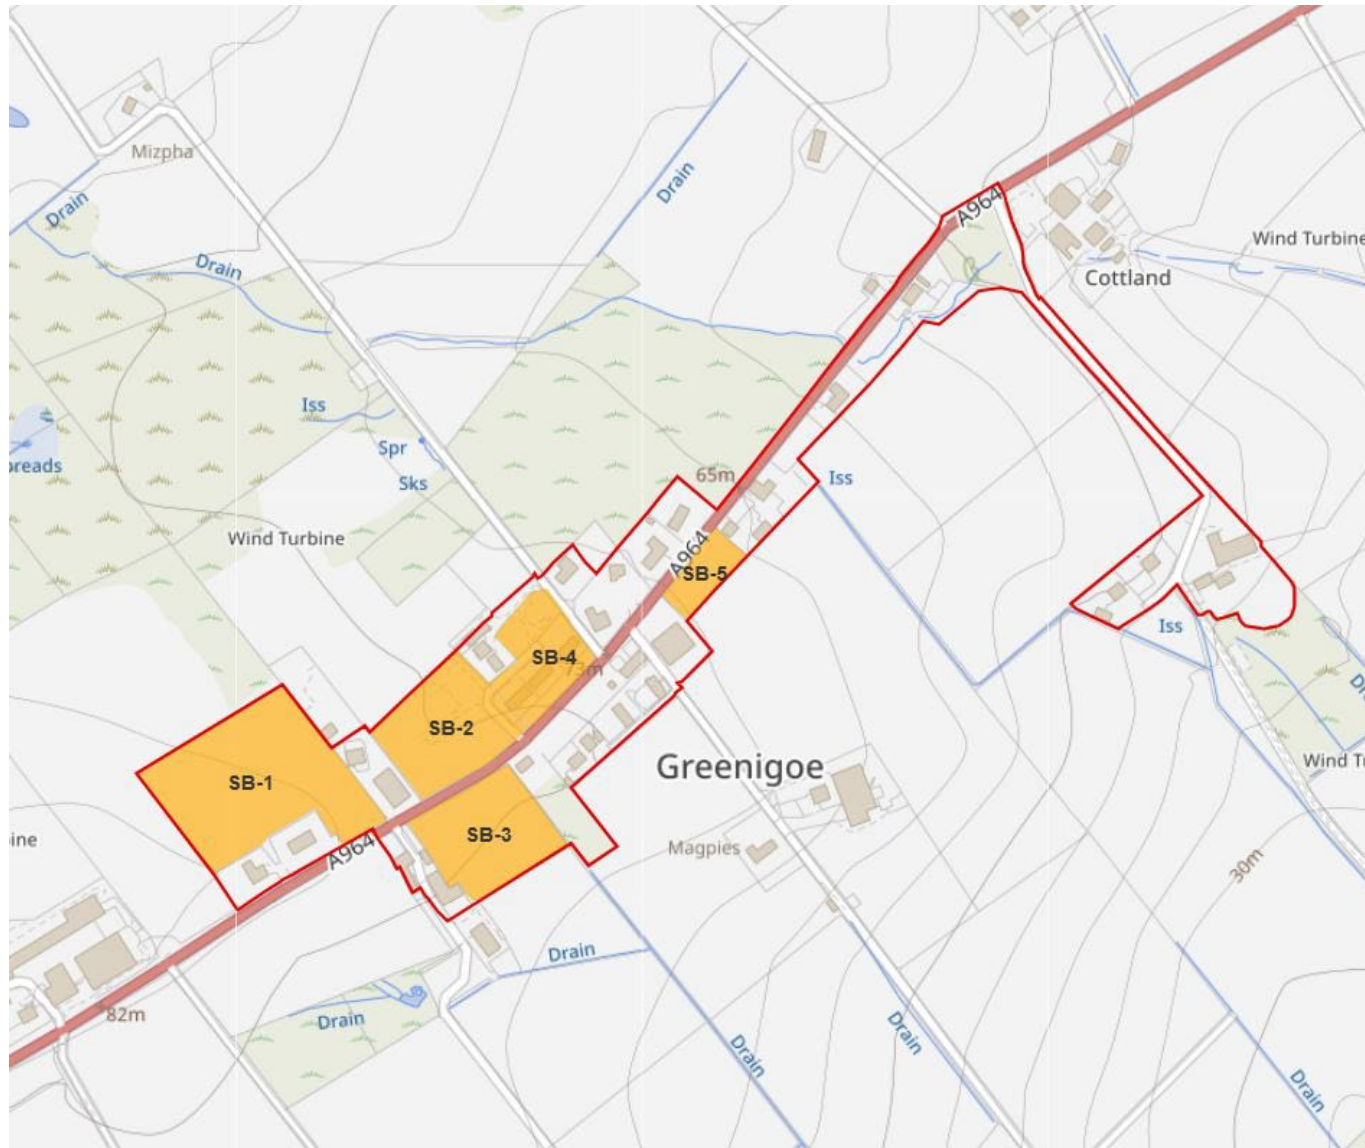 Mizpha
Drain
Drain
Drain
A964
Wind Turbine
Cottland
Iss
Spr
Sks
preads
65m
Iss
Wind Turbine
A964
SB-5
SB-4
73m
Iss
SB-2
SB-1
Greenigoe
Wind Tu
SB-3
Magpies
ine
A964
30m
Drain
82m
Drain
Drain
Drain
Drain